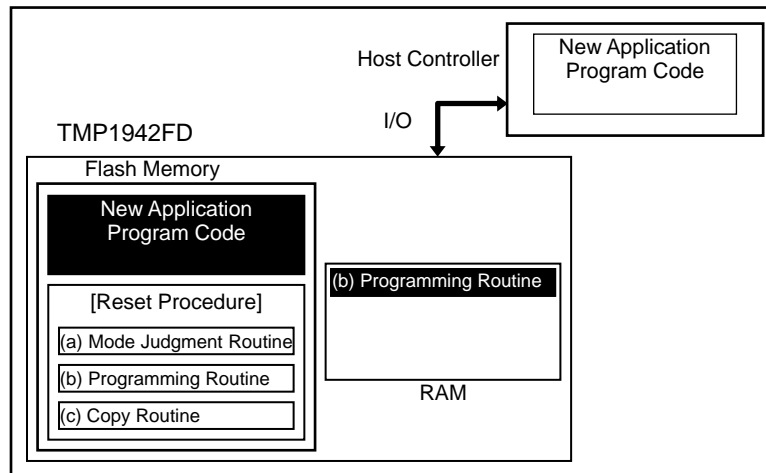 Host Controller
New Application
Program Code
I/O
TMP1942FD
Flash Memory
New Application
Program Code
[Reset Procedure]
(a) Mode Judgment Routine
(b) Programming Routine
(c) Copy Routine
(b) Programming Routine
RAM